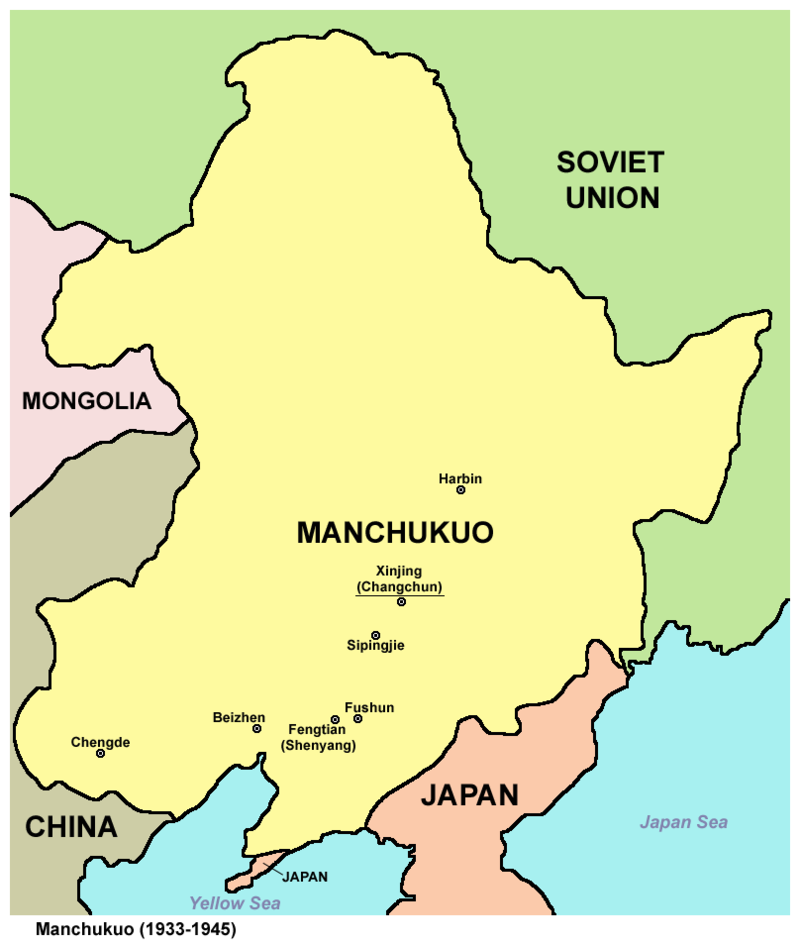 SOVIET
UNION
MONGOLIA
Harbin
MANCHUKUO
Xinjing
(Changchun)
Sipingjie
Fushun
Beizhen
Fengtian
(Shenyang)
Chengde
JAPAN
CHINA
Japan Sea
JAPAN
Yellow Sea
Manchukuo (1933-1945)